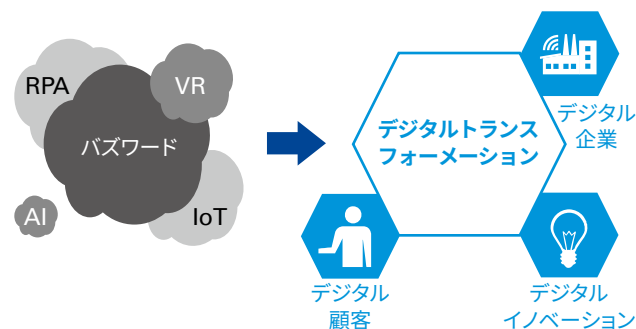 RPA
VR
バズワード
AI
IoT
デジタルトランス
フォーメーション
デジタル
企業
デジタル
顧客
デジタル
イノベーション